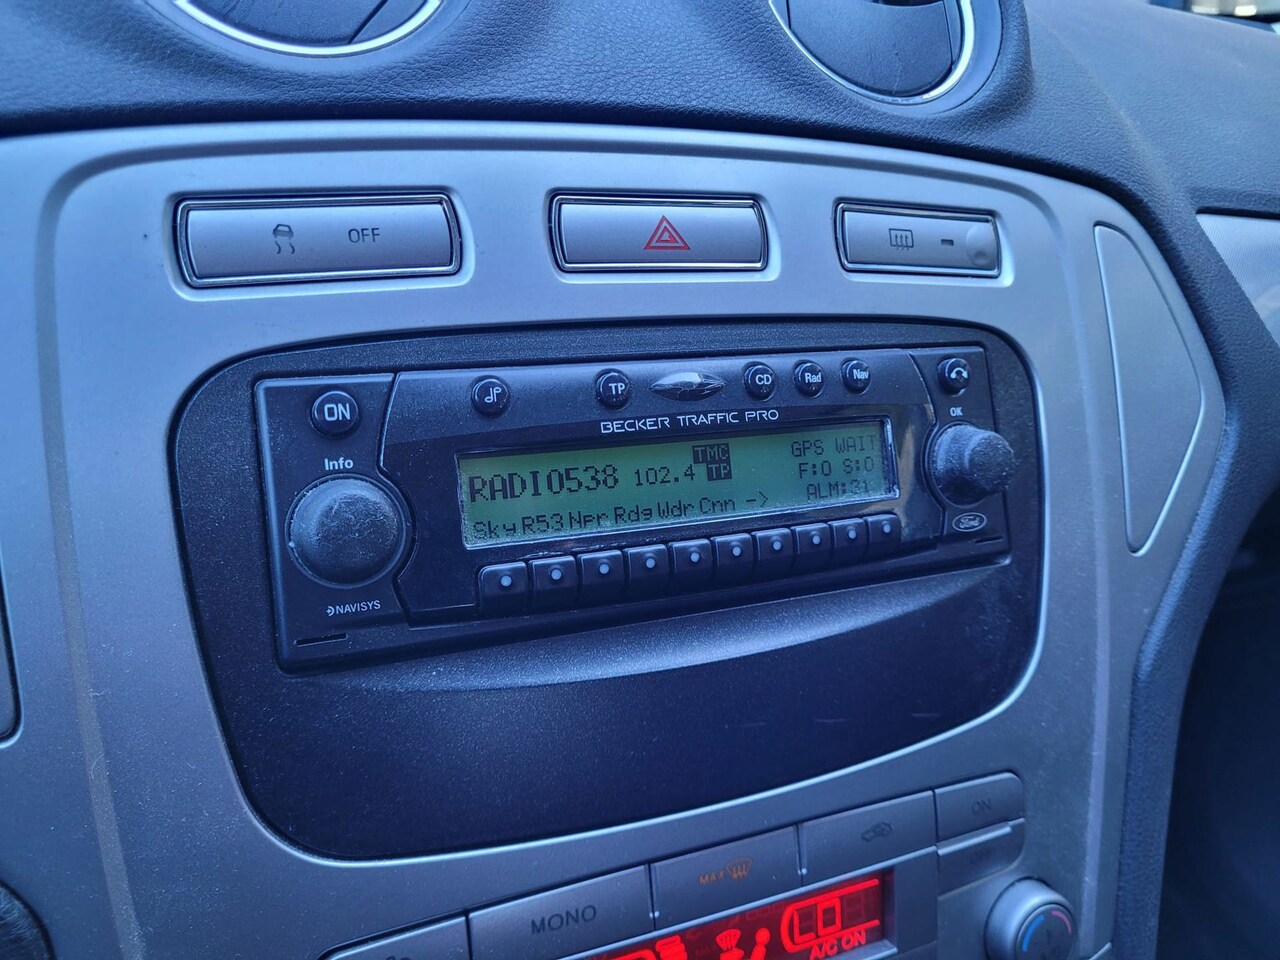 OFF
ON
TP
CD
Rad
Nav
BECKER TRAFFIC PRO
OK
Info
RADIO538 102.4 TMC TP
GPS WAIT
F:0 S:0
ALM:31
Sky R53 Npr Rdg Wdr Cnn ->
Ford
NAVISYS
ON
MAX
MONO
LO
A/C ON